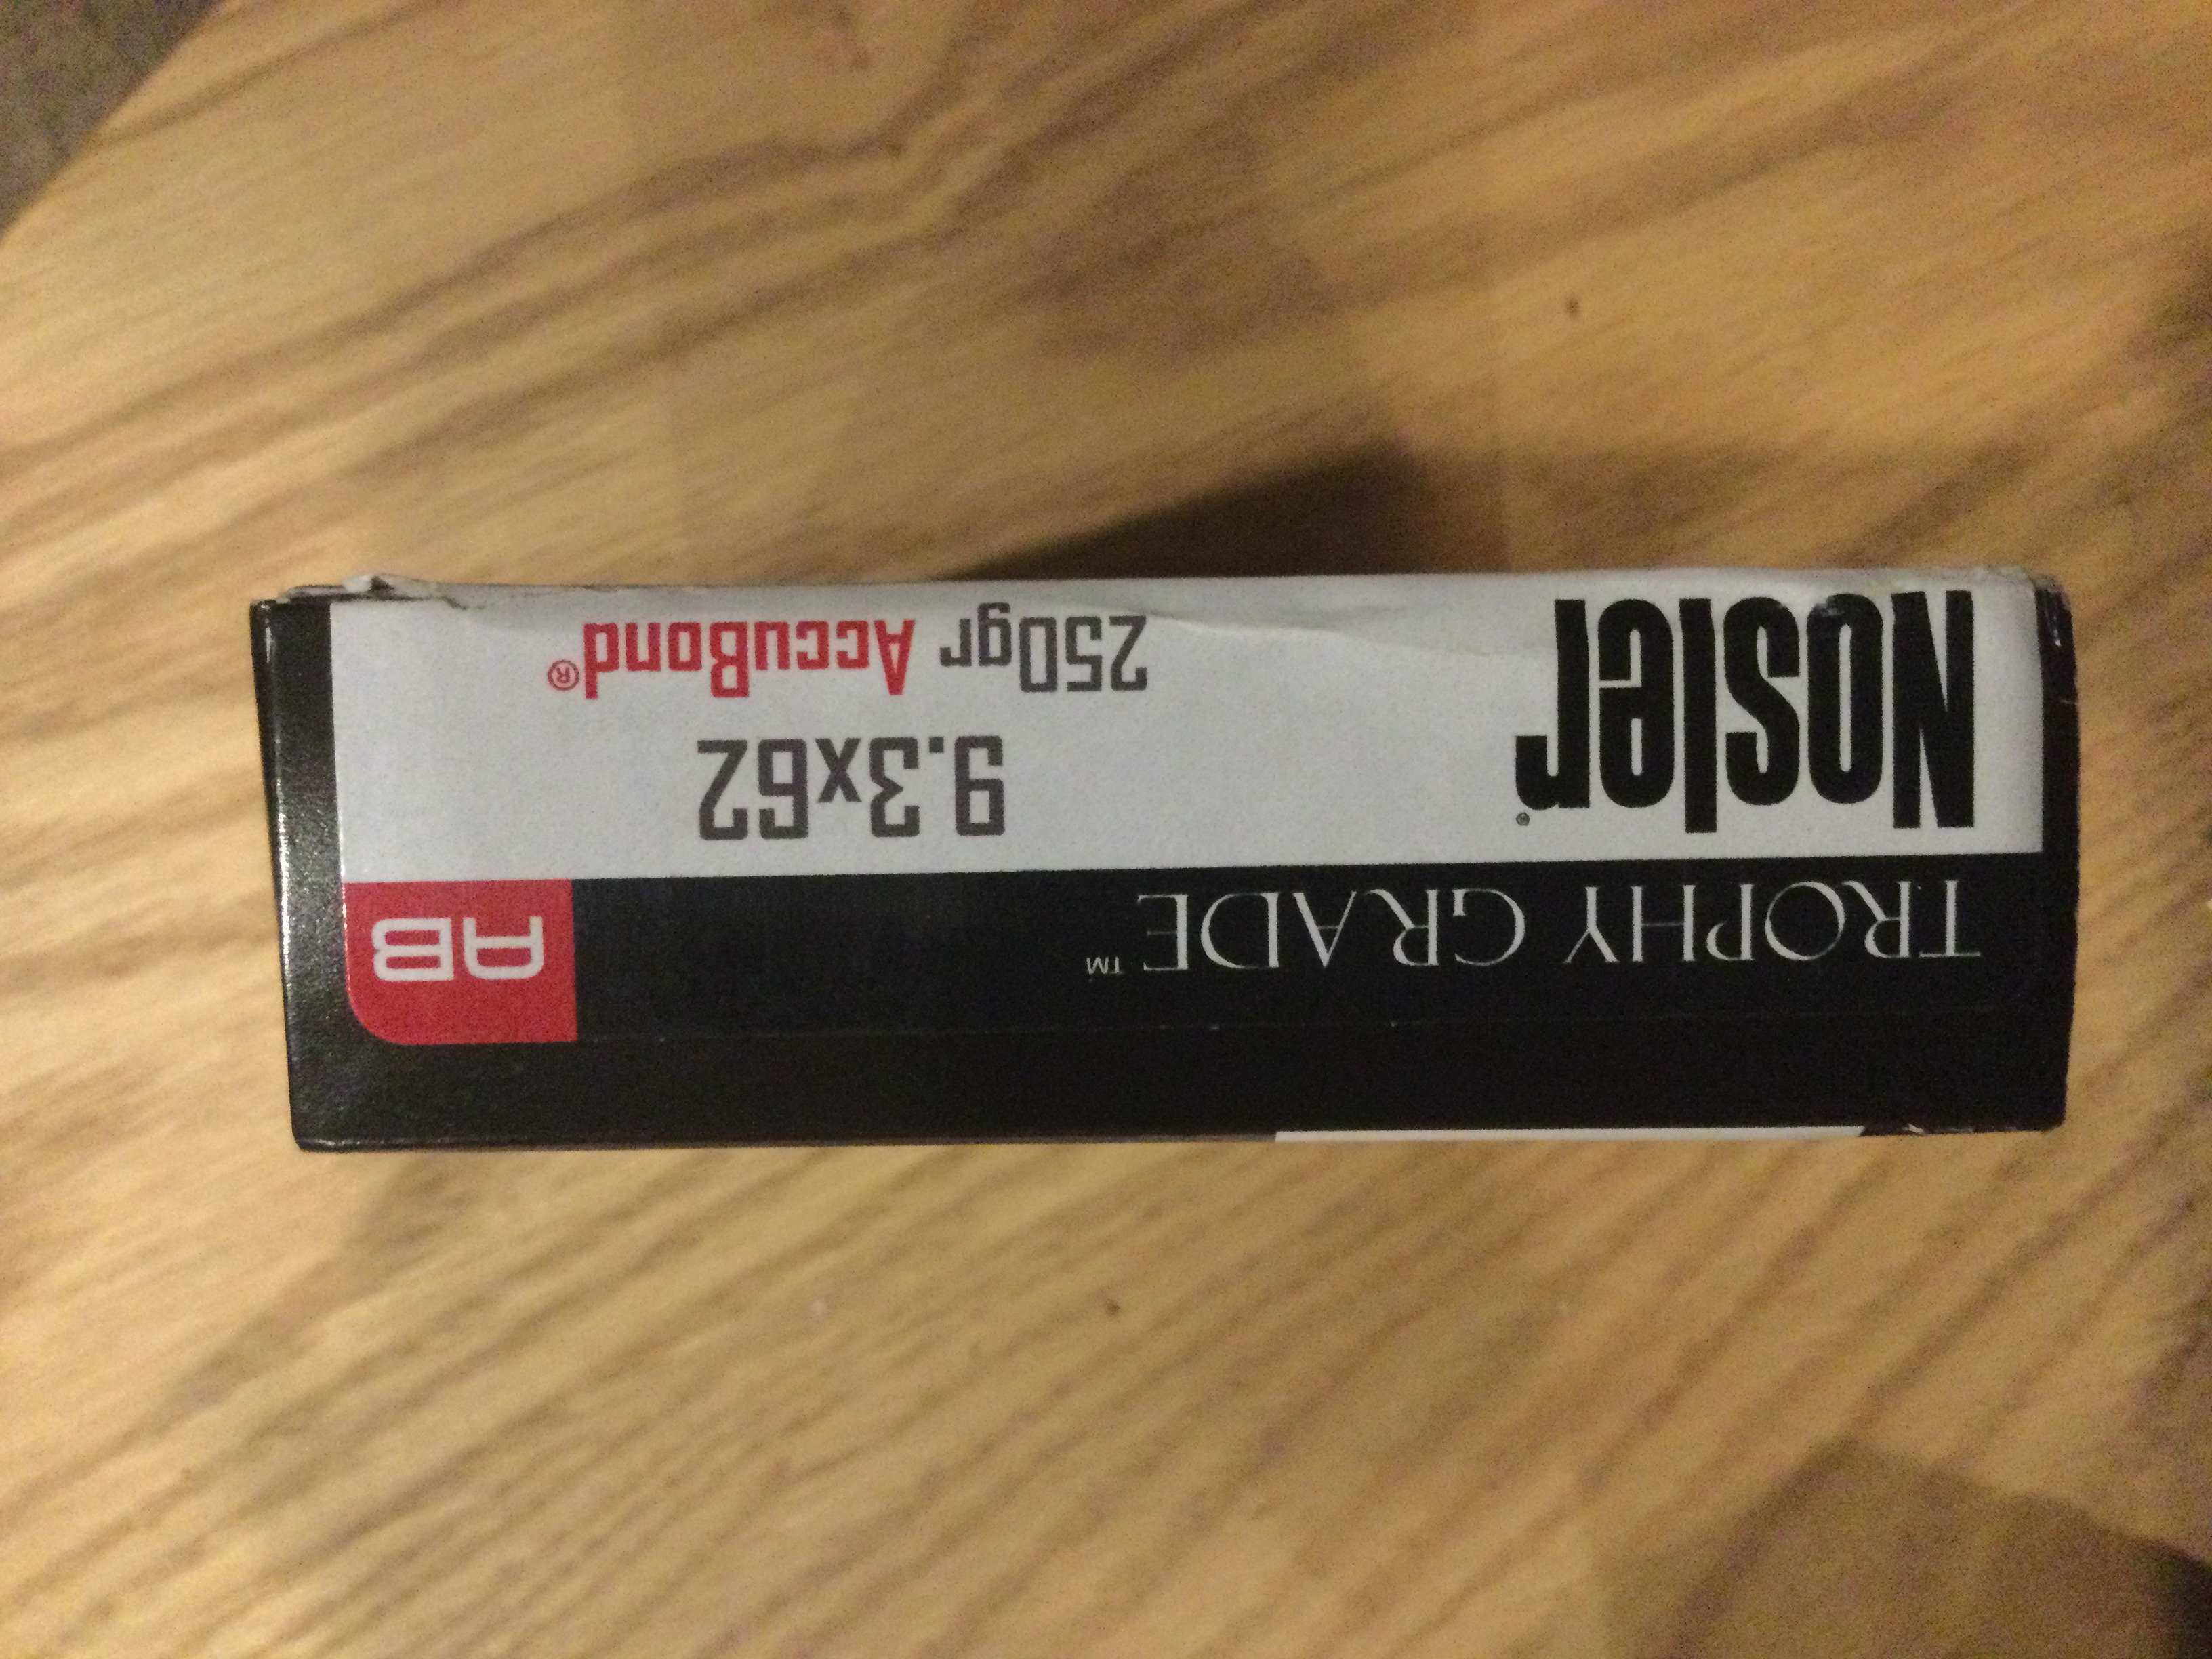 TROPHY GRADE™
AB
Nosler®
9.3x62
250gr AccuBond®